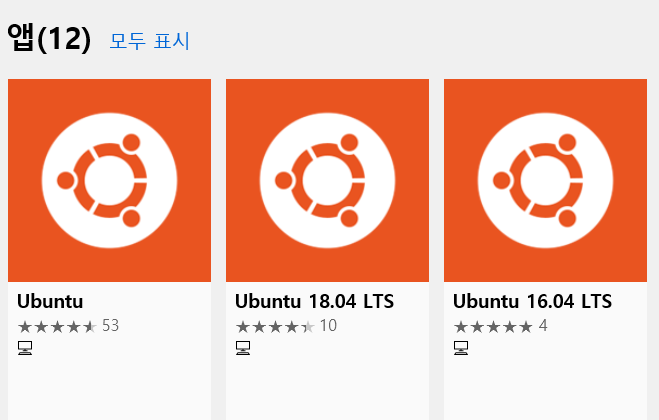 앱(12) 모두 표시
Ubuntu
53
Ubuntu 18.04 LTS
10
Ubuntu 16.04 LTS
4